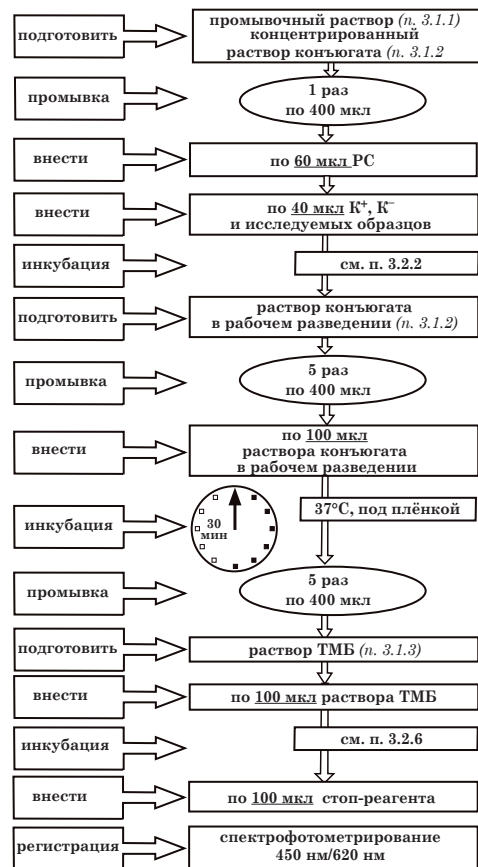 подготовить
промывочный раствор (п. 3.1.1)
концентрированный
раствор конъюгата (п. 3.1.2
промывка
1 раз
по 400 мкл
внести
по 60 мкл РС
внести
по 40 мкл К⁺, К⁻
и исследуемых образцов
инкубация
см. п. 3.2.2
подготовить
раствор конъюгата
в рабочем разведении (п. 3.1.2)
промывка
5 раз
по 400 мкл
внести
по 100 мкл
раствора конъюгата
в рабочем разведении
инкубация
30
мин
37°С, под плёнкой
промывка
5 раз
по 400 мкл
подготовить
раствор ТМБ (п. 3.1.3)
внести
по 100 мкл раствора ТМБ
инкубация
см. п. 3.2.6
внести
по 100 мкл стоп-реагента
регистрация
спектрофотометрирование
450 нм/620 нм